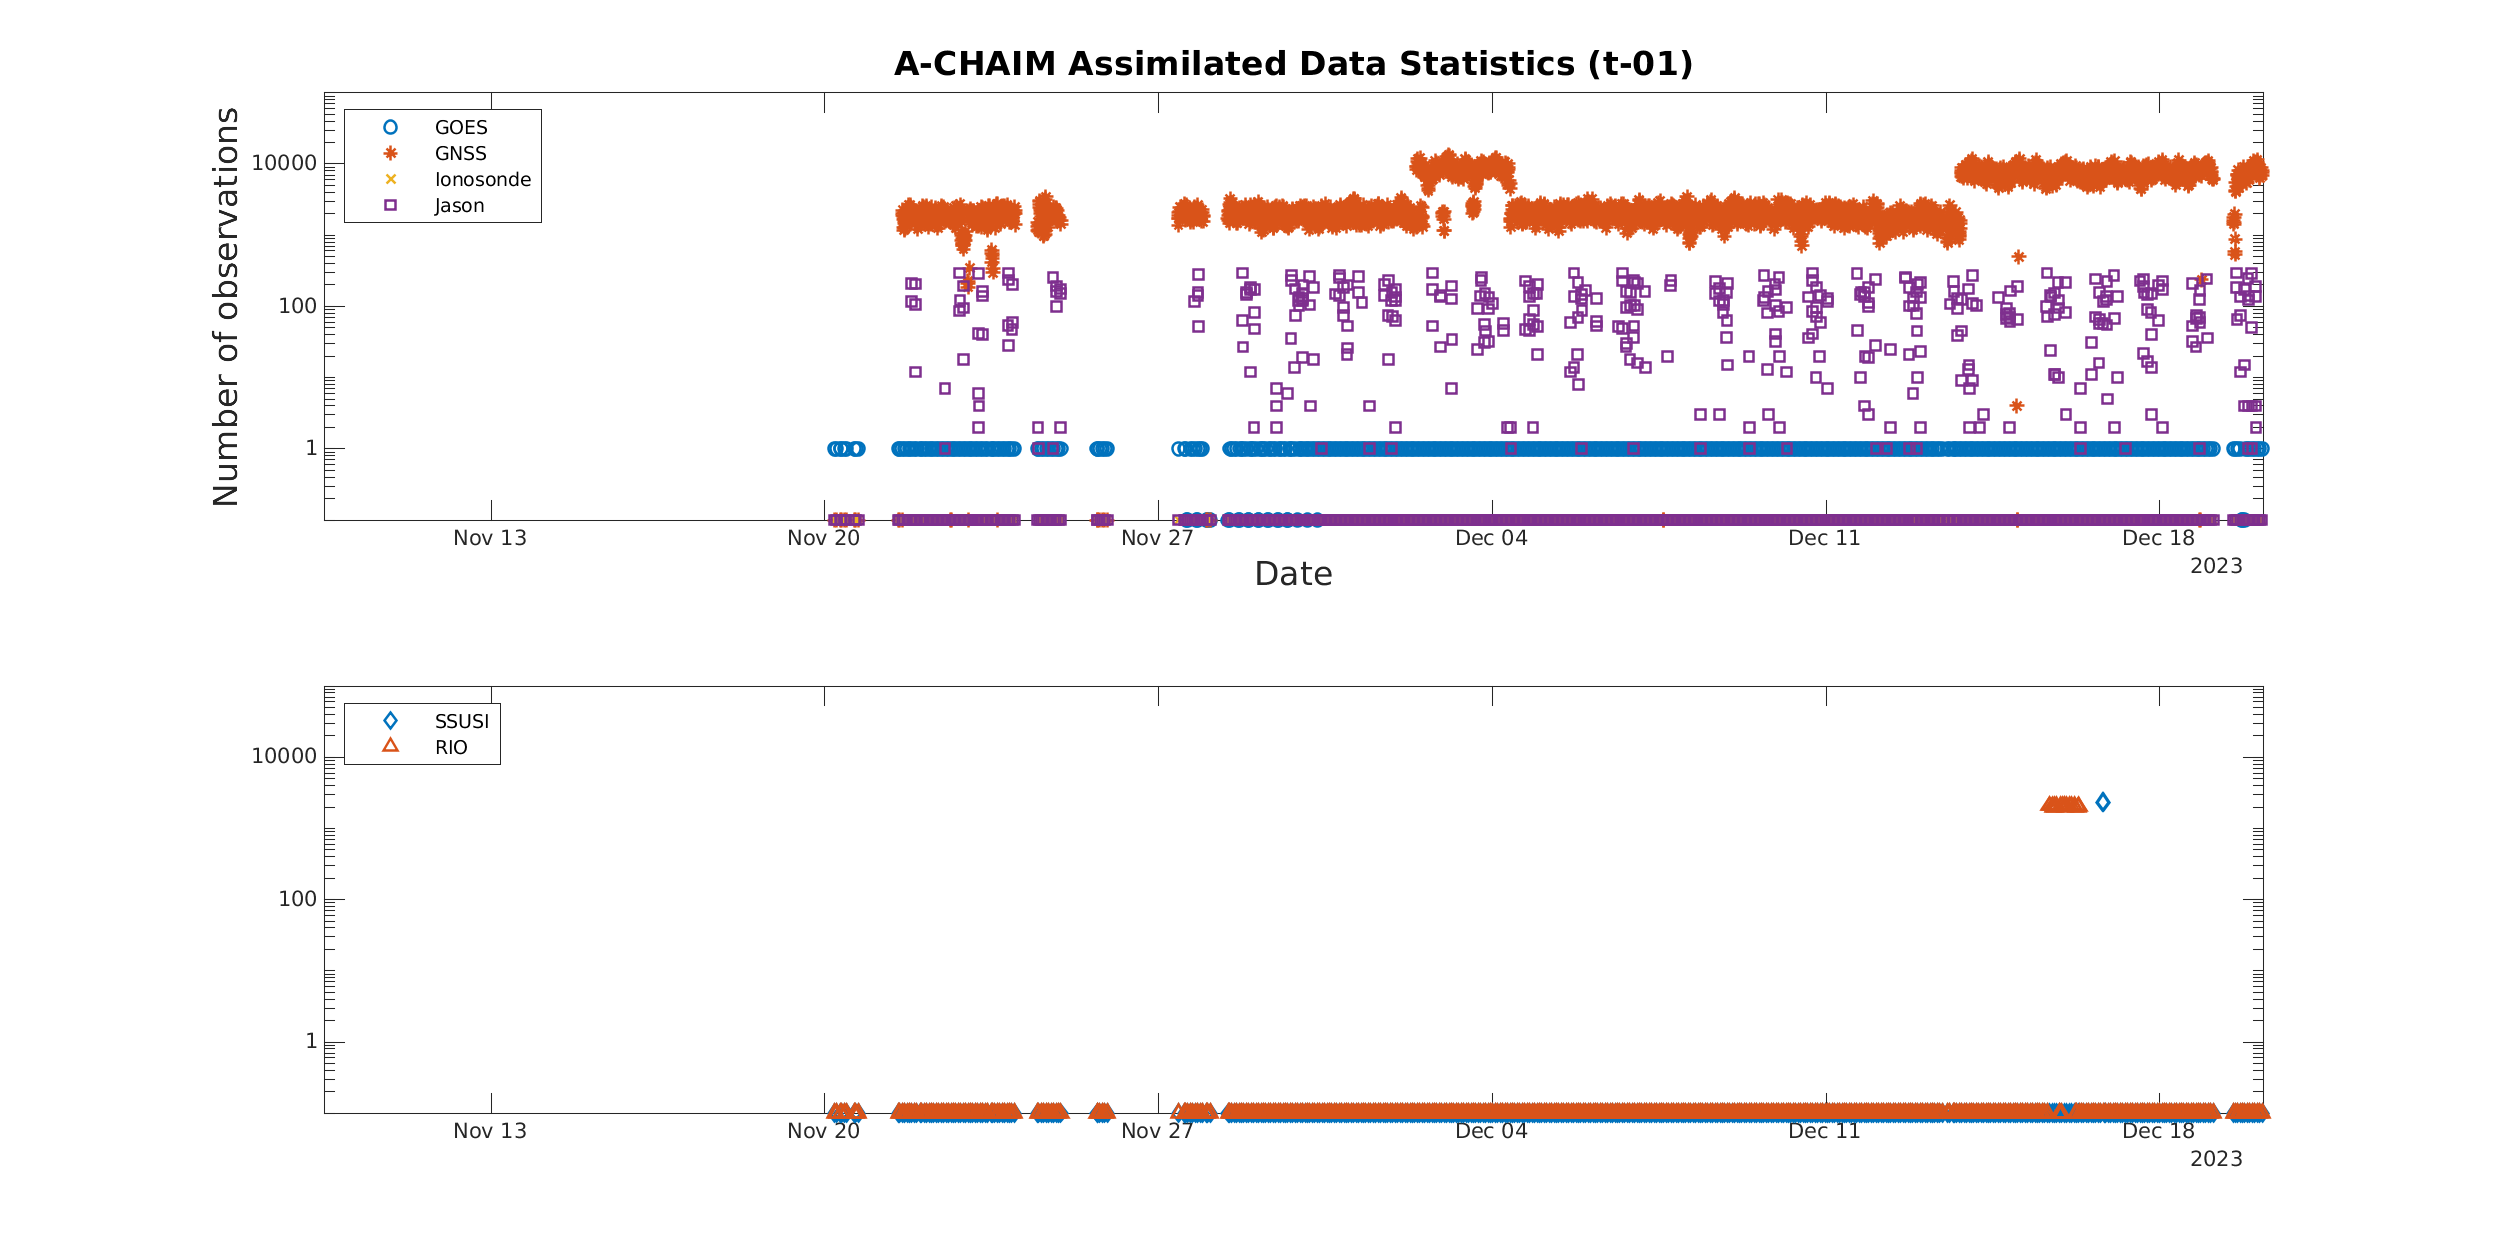 A-CHAIM Assimilated Data Statistics (t-01)
Number of observations
10000
100
1
GOES
GNSS
Ionosonde
Jason
Nov 13
Nov 20
Nov 27
Dec 04
Dec 11
Dec 18
2023
Date
10000
100
1
SSUSI
RIO
Nov 13
Nov 20
Nov 27
Dec 04
Dec 11
Dec 18
2023